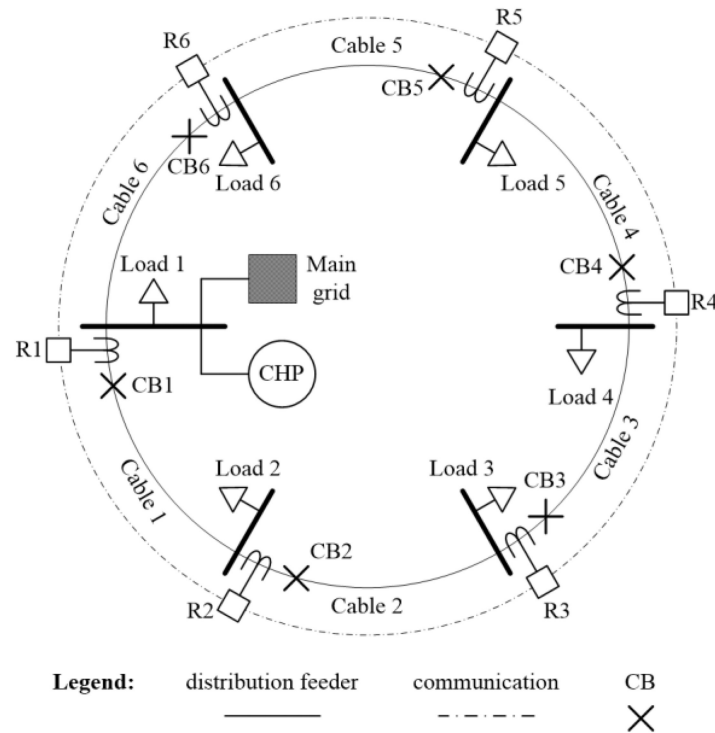 R6
Cable 5
R5
CB5
CB6
Load 6
Load 5
Cable 6
Cable 4
Load 1
Main
grid
CB4
R4
R1
CB1
CHP
Load 4
Load 2
Load 3
Cable 3
CB3
Cable 1
CB2
R2
Cable 2
R3
Legend: distribution feeder communication CB